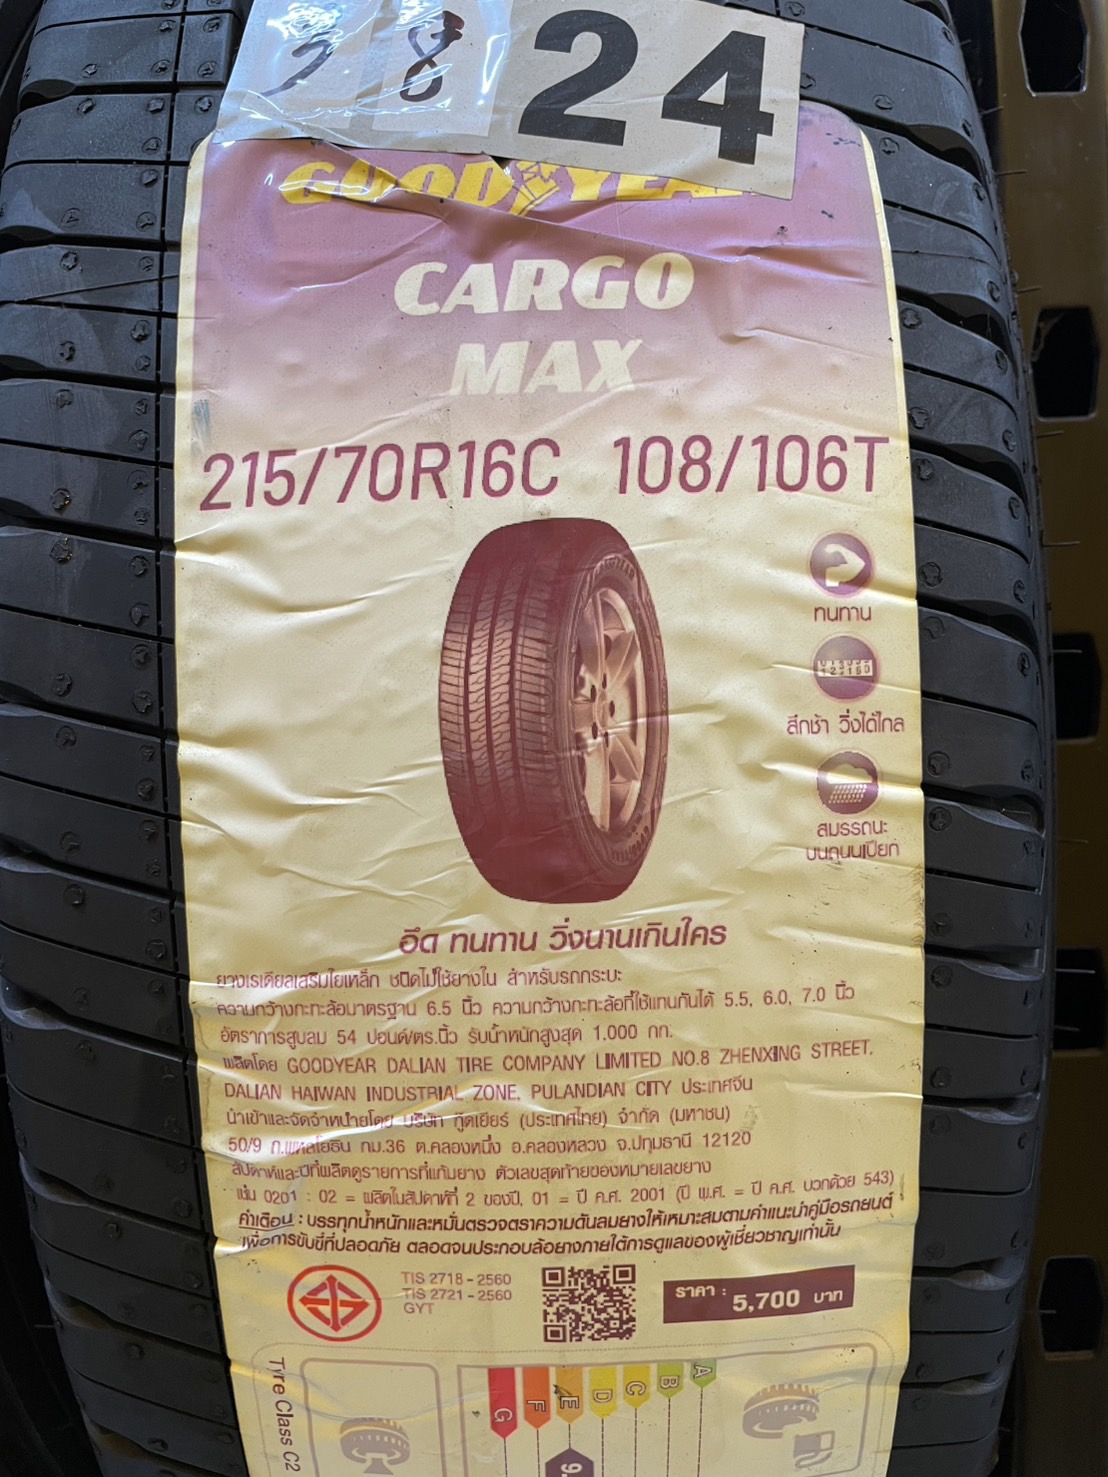 3 8 24
GOODYEAR
CARGO
MAX
215/70R16C 108/106T
ทนทาน
สึกช้า วิ่งได้ไกล
สมรรถนะ
บนถนนเปียก
อึด ทนทาน วิ่งนานเกินใคร
ยางเรเดียลเสริมใยเหล็ก ชนิดไม่ใช้ยางใน สำหรับรถกระบะ
ความกว้างกะทะล้อมาตรฐาน 6.5 นิ้ว ความกว้างกะทะล้อที่ใช้แทนกันได้ 5.5, 6.0, 7.0 นิ้ว
อัตราการสูบลม 54 ปอนด์/ตร.นิ้ว รับน้ำหนักสูงสุด 1,000 กก.
ผลิตโดย GOODYEAR DALIAN TIRE COMPANY LIMITED NO.8 ZHENXING STREET,
DALIAN HAIWAN INDUSTRIAL ZONE, PULANDIAN CITY ประเทศจีน
นำเข้าและจัดจำหน่ายโดย บริษัท กู๊ดเยียร์ (ประเทศไทย) จำกัด (มหาชน)
50/9 ถ.พหลโยธิน กม.36 ต.คลองหนึ่ง อ.คลองหลวง จ.ปทุมธานี 12120
สัปดาห์และปีที่ผลิตดูรายการที่แก้มยาง ตัวเลขสุดท้ายของหมายเลขยาง
เช่น 0201 : 02 = ผลิตในสัปดาห์ที่ 2 ของปี, 01 = ปี ค.ศ. 2001 (ปี พ.ศ. = ปี ค.ศ. บวกด้วย 543)
คำเตือน : บรรทุกน้ำหนักและหมั่นตรวจตราความดันลมยางให้เหมาะสมตามคำแนะนำคู่มือรถยนต์
เพื่อการขับขี่ที่ปลอดภัย ตลอดจนประกอบล้อยางภายใต้การดูแลของผู้เชี่ยวชาญเท่านั้น
TIS 2718 - 2560
TIS 2721 - 2560
GYT
ราคา : 5,700 บาท
Tyre Class C2
G F E D C B A